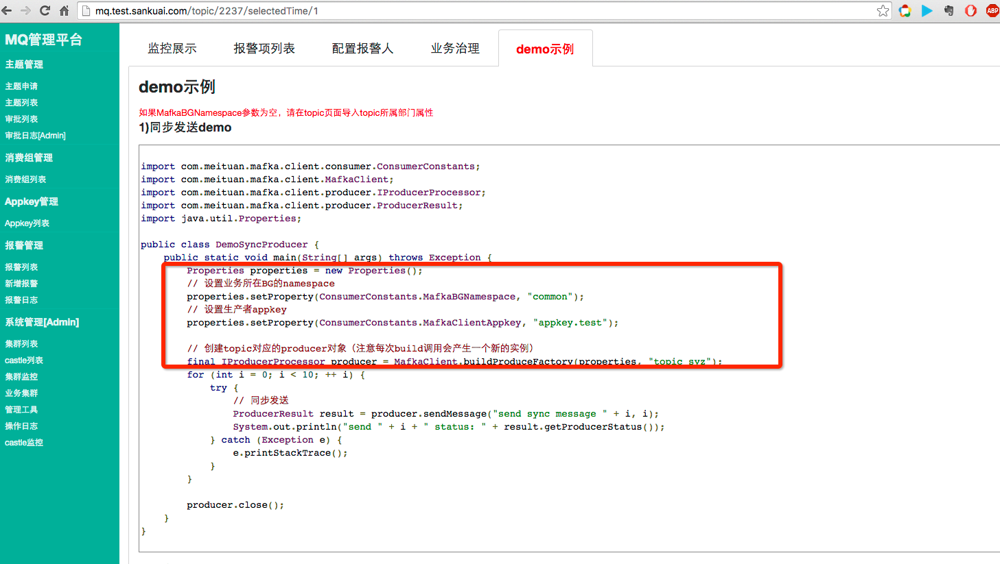 mq.test.sankuai.com/topic/2237/selectedTime/1
ABP
MQ管理平台
主题管理
主题申请
主题列表
审批列表
审批日志[Admin]
消费组管理
消费组列表
Appkey管理
Appkey列表
报警管理
报警列表
新增报警
报警日志
系统管理[Admin]
集群列表
castle列表
集群监控
业务集群
管理工具
操作日志
castle监控
监控展示 报警项列表 配置报警人 业务治理 demo示例
demo示例
如果MafkaBGNamespace参数为空，请在topic页面导入topic所属部门属性
1)同步发送demo
import com.meituan.mafka.client.consumer.ConsumerConstants;
import com.meituan.mafka.client.MafkaClient;
import com.meituan.mafka.client.producer.IProducerProcessor;
import com.meituan.mafka.client.producer.ProducerResult;
import java.util.Properties;
public class DemoSyncProducer {
public static void main(String[] args) throws Exception {
Properties properties = new Properties();
// 设置业务所在BG的namespace
properties.setProperty(ConsumerConstants.MafkaBGNamespace, "common");
// 设置生产者appkey
properties.setProperty(ConsumerConstants.MafkaClientAppkey, "appkey.test");
// 创建topic对应的producer对象（注意每次build调用会产生一个新的实例）
final IProducerProcessor producer = MafkaClient.buildProduceFactory(properties, "topic_syz");
for (int i = 0; i < 10; ++ i) {
try {
// 同步发送
ProducerResult result = producer.sendMessage("send sync message " + i, i);
System.out.println("send " + i + " status: " + result.getProducerStatus());
} catch (Exception e) {
e.printStackTrace();
}
}
producer.close();
}
}